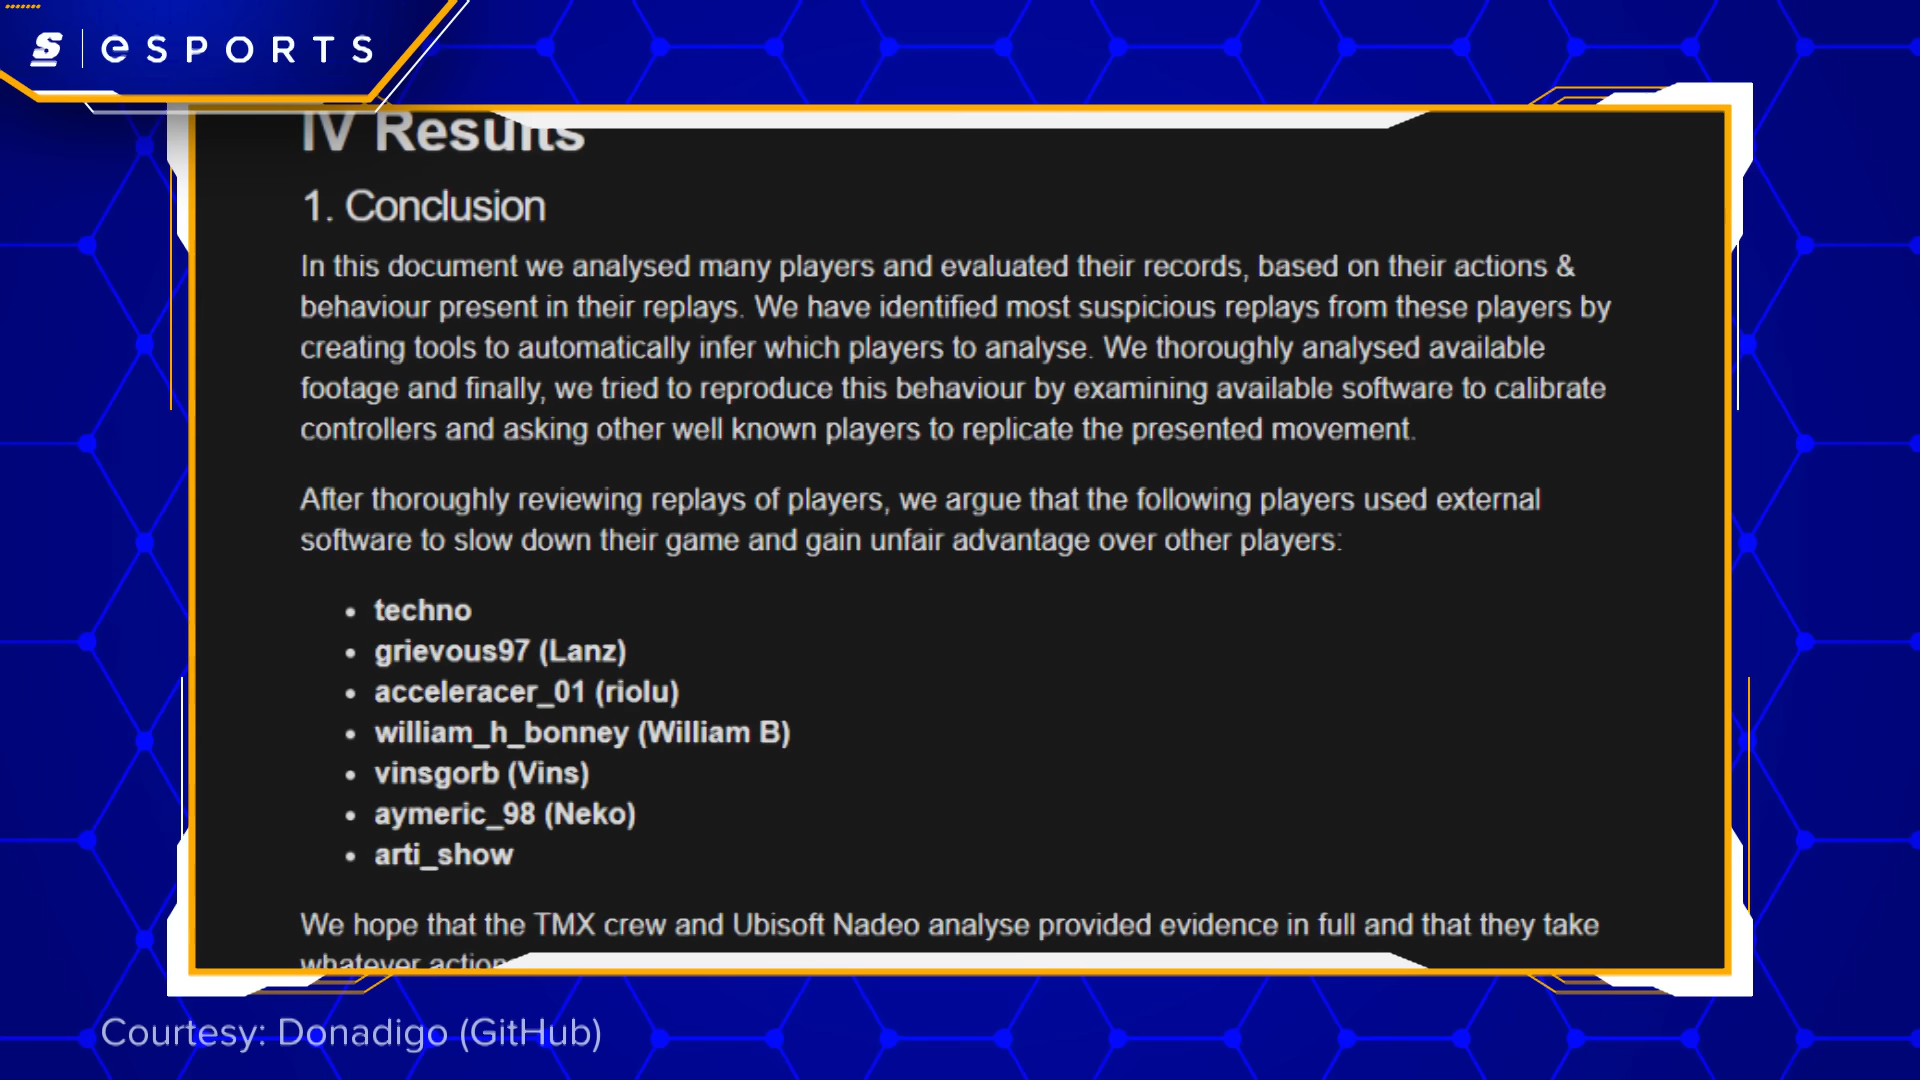 S | eSPORTS
IV Results
1. Conclusion
In this document we analysed many players and evaluated their records, based on their actions &
behaviour present in their replays. We have identified most suspicious replays from these players by
creating tools to automatically infer which players to analyse. We thoroughly analysed available
footage and finally, we tried to reproduce this behaviour by examining available software to calibrate
controllers and asking other well known players to replicate the presented movement.
After thoroughly reviewing replays of players, we argue that the following players used external
software to slow down their game and gain unfair advantage over other players:
• techno
• grievous97 (Lanz)
• acceleracer_01 (riolu)
• william_h_bonney (William B)
• vinsgorb (Vins)
• aymeric_98 (Neko)
• arti_show
We hope that the TMX crew and Ubisoft Nadeo analyse provided evidence in full and that they take
whatever action
Courtesy: Donadigo (GitHub)